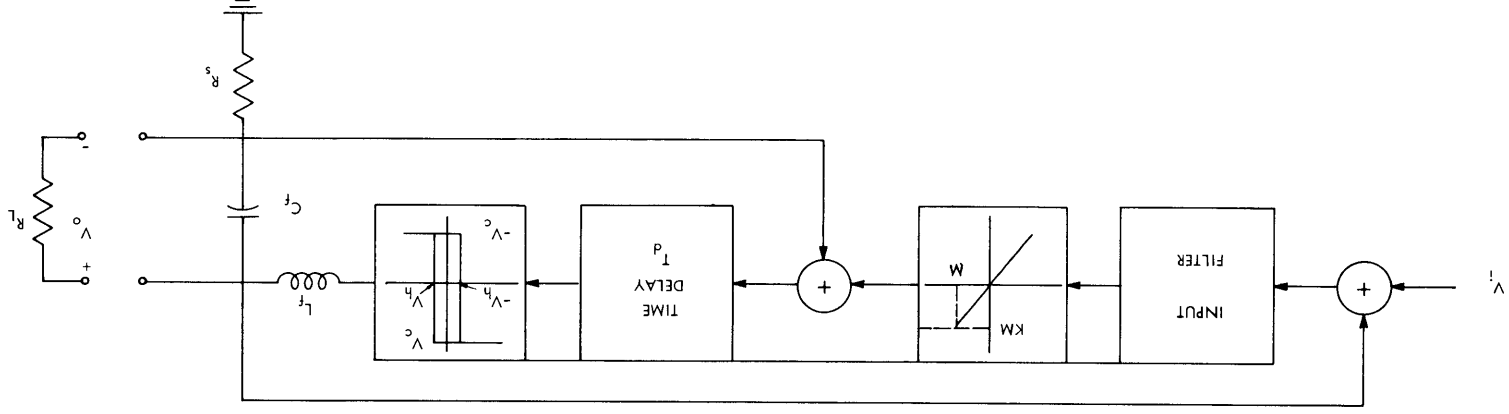 V_i
+
INPUT
FILTER
KM
M
+
TIME
DELAY
T_d
V_c
-V_h
V_h
-V_c
L_f
C_f
R_s
+
V_o
-
R_L